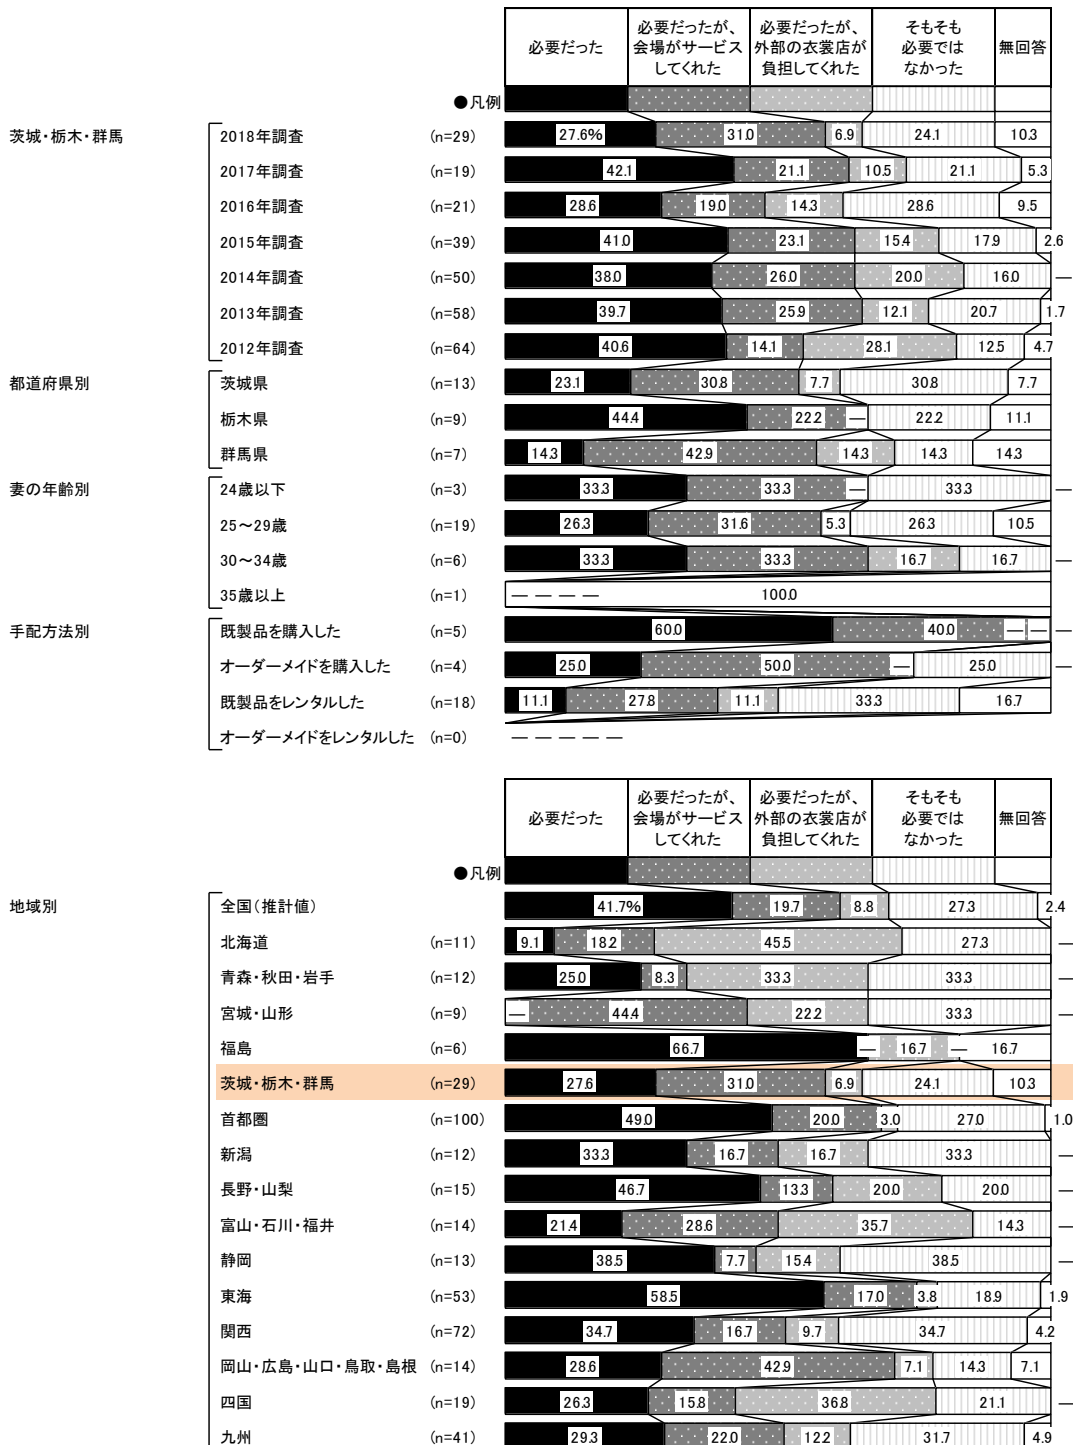 必要だった
必要だったが、
会場がサービス
してくれた
必要だったが、
外部の衣裳店が
負担してくれた
そもそも
必要では
なかった
無回答
●凡例
茨城・栃木・群馬
2018年調査 (n=29) 27.6% 31.0 6.9 24.1 10.3
2017年調査 (n=19) 42.1 21.1 10.5 21.1 5.3
2016年調査 (n=21) 28.6 19.0 14.3 28.6 9.5
2015年調査 (n=39) 41.0 23.1 15.4 17.9 2.6
2014年調査 (n=50) 38.0 26.0 20.0 16.0 —
2013年調査 (n=58) 39.7 25.9 12.1 20.7 1.7
2012年調査 (n=64) 40.6 14.1 28.1 12.5 4.7
都道府県別
茨城県 (n=13) 23.1 30.8 7.7 30.8 7.7
栃木県 (n=9) 44.4 22.2 — 22.2 11.1
群馬県 (n=7) 14.3 42.9 14.3 14.3 14.3
妻の年齢別
24歳以下 (n=3) 33.3 33.3 — 33.3 —
25～29歳 (n=19) 26.3 31.6 5.3 26.3 10.5
30～34歳 (n=6) 33.3 33.3 16.7 16.7 —
35歳以上 (n=1) — — — — 100.0
手配方法別
既製品を購入した (n=5) 60.0 40.0 — — —
オーダーメイドを購入した (n=4) 25.0 50.0 — 25.0 —
既製品をレンタルした (n=18) 11.1 27.8 11.1 33.3 16.7
オーダーメイドをレンタルした (n=0) — — — — —
必要だった
必要だったが、
会場がサービス
してくれた
必要だったが、
外部の衣裳店が
負担してくれた
そもそも
必要では
なかった
無回答
●凡例
地域別
全国（推計値） 41.7% 19.7 8.8 27.3 2.4
北海道 (n=11) 9.1 18.2 45.5 27.3 —
青森・秋田・岩手 (n=12) 25.0 8.3 33.3 33.3 —
宮城・山形 (n=9) — 44.4 22.2 33.3 —
福島 (n=6) 66.7 — 16.7 — 16.7
茨城・栃木・群馬 (n=29) 27.6 31.0 6.9 24.1 10.3
首都圏 (n=100) 49.0 20.0 3.0 27.0 1.0
新潟 (n=12) 33.3 16.7 16.7 33.3 —
長野・山梨 (n=15) 46.7 13.3 20.0 20.0 —
富山・石川・福井 (n=14) 21.4 28.6 35.7 14.3 —
静岡 (n=13) 38.5 7.7 15.4 38.5 —
東海 (n=53) 58.5 17.0 3.8 18.9 1.9
関西 (n=72) 34.7 16.7 9.7 34.7 4.2
岡山・広島・山口・鳥取・島根 (n=14) 28.6 42.9 7.1 14.3 7.1
四国 (n=19) 26.3 15.8 36.8 21.1 —
九州 (n=41) 29.3 22.0 12.2 31.7 4.9